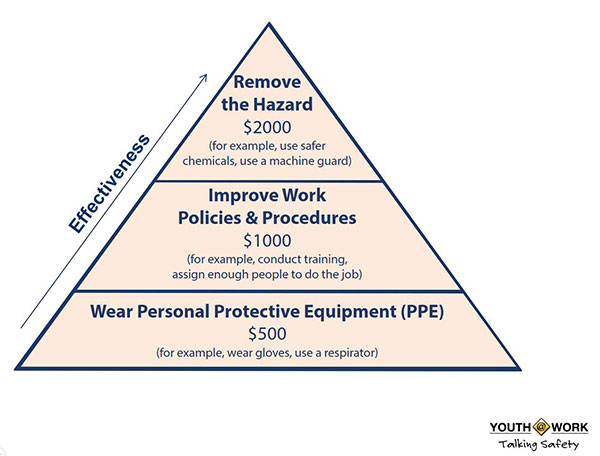 Effectiveness
Remove
the Hazard
$2000
(for example, use safer
chemicals, use a machine guard)
Improve Work
Policies & Procedures
$1000
(for example, conduct training,
assign enough people to do the job)
Wear Personal Protective Equipment (PPE)
$500
(for example, wear gloves, use a respirator)
YOUTH @ WORK
Talking Safety